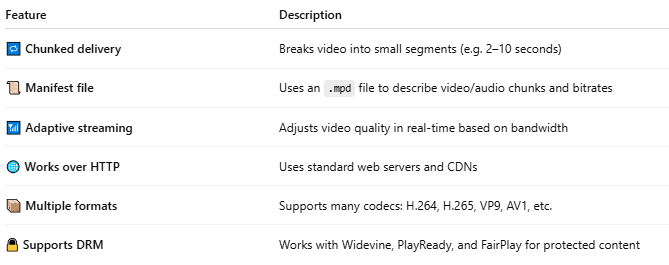 Feature Description
Chunked delivery Breaks video into small segments (e.g. 2–10 seconds)
Manifest file Uses an .mpd file to describe video/audio chunks and bitrates
Adaptive streaming Adjusts video quality in real-time based on bandwidth
Works over HTTP Uses standard web servers and CDNs
Multiple formats Supports many codecs: H.264, H.265, VP9, AV1, etc.
Supports DRM Works with Widevine, PlayReady, and FairPlay for protected content